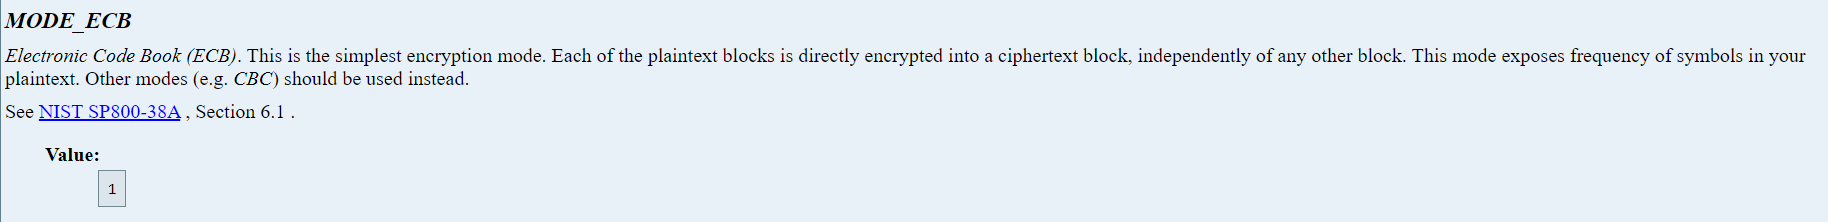 MODE_ECB
Electronic Code Book (ECB). This is the simplest encryption mode. Each of the plaintext blocks is directly encrypted into a ciphertext block, independently of any other block. This mode exposes frequency of symbols in your
plaintext. Other modes (e.g. CBC) should be used instead.
See NIST SP800-38A , Section 6.1 .
Value:
1